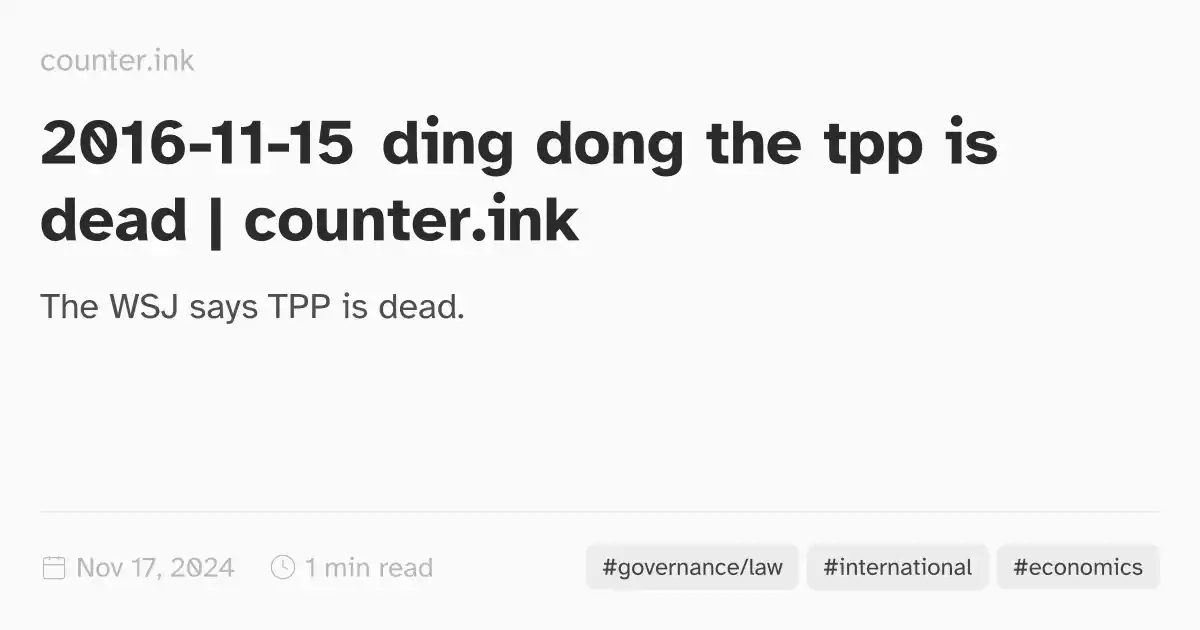 counter.ink
2016-11-15 ding dong the tpp is
dead | counter.ink
The WSJ says TPP is dead.
Nov 17, 2024 1 min read #governance/law #international #economics